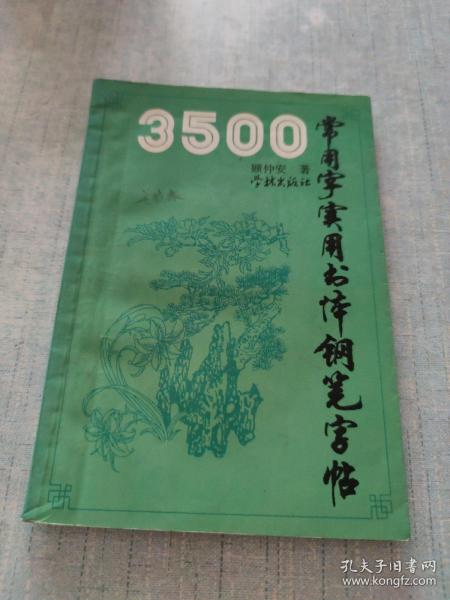 3500
常用字实用书体钢笔字帖
顾仲安 著
学林出版社
孔夫子旧书网
www.kongfz.com